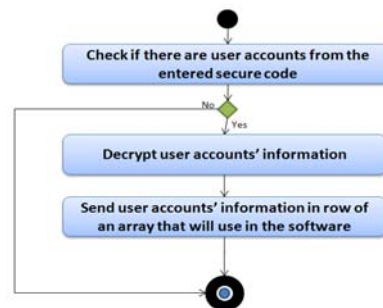 Check if there are user accounts from the
entered secure code
No
Yes
Decrypt user accounts' information
Send user accounts' information in row of
an array that will use in the software